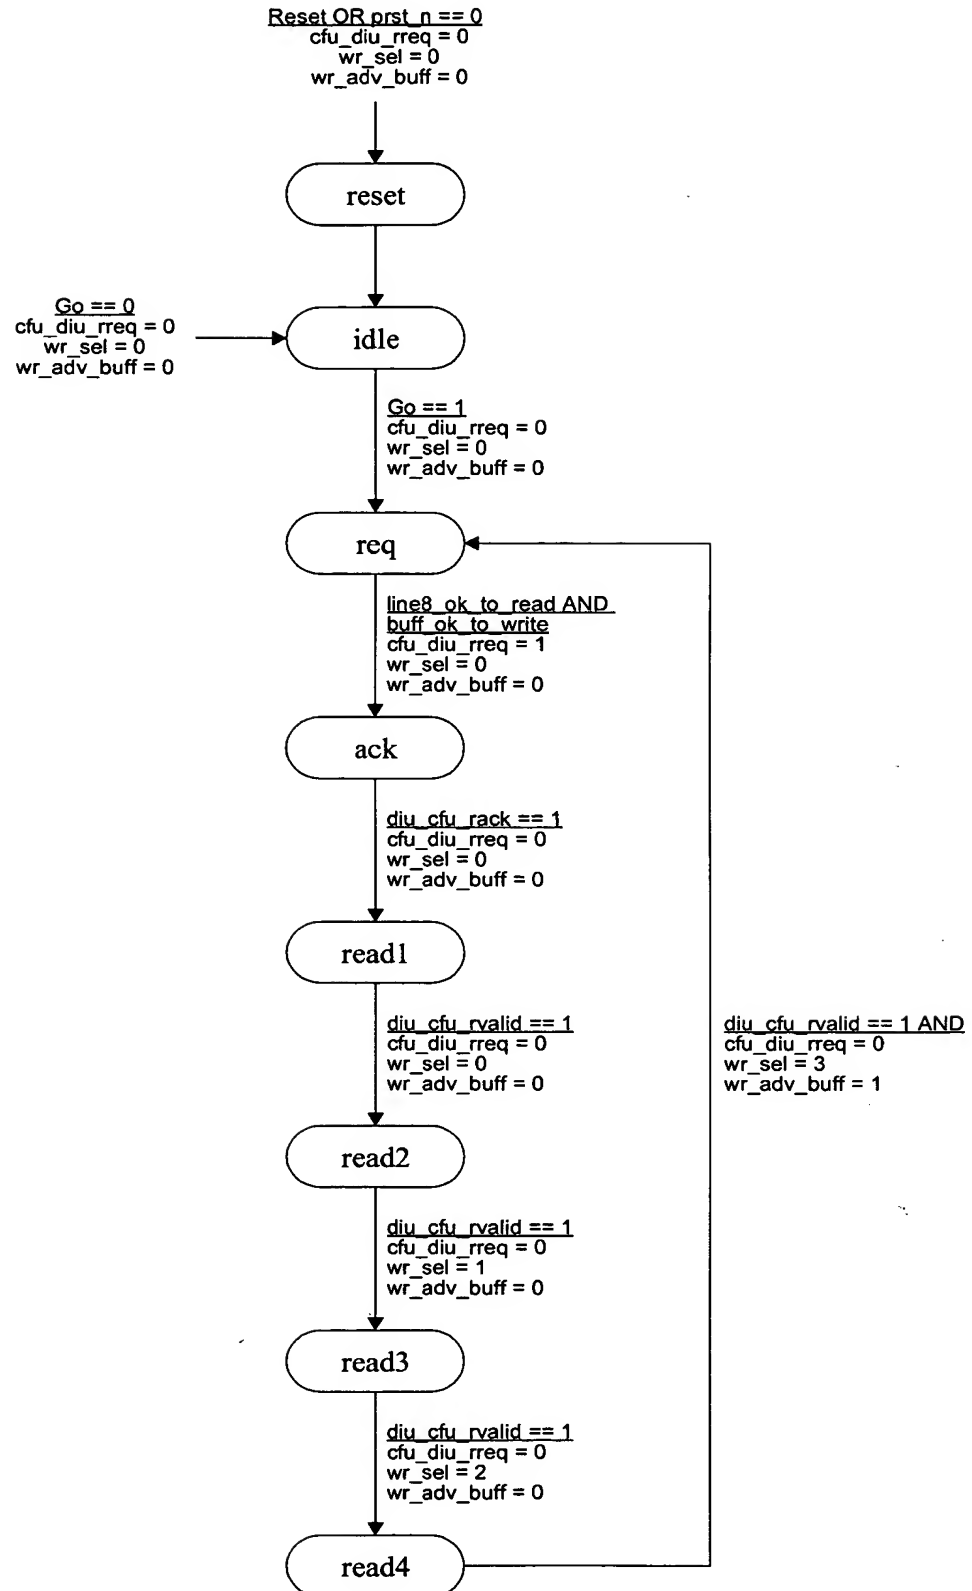 Reset OR prst_n == 0
cfu_diu_rreq = 0
wr_sel = 0
wr_adv_buff = 0
reset
Go == 0
cfu_diu_rreq = 0
wr_sel = 0
wr_adv_buff = 0
idle
Go == 1
cfu_diu_rreq = 0
wr_sel = 0
wr_adv_buff = 0
req
line8_ok_to_read AND
buff_ok_to_write
cfu_diu_rreq = 1
wr_sel = 0
wr_adv_buff = 0
ack
diu_cfu_rack == 1
cfu_diu_rreq = 0
wr_sel = 0
wr_adv_buff = 0
read1
diu_cfu_rvalid == 1
cfu_diu_rreq = 0
wr_sel = 0
wr_adv_buff = 0
diu_cfu_rvalid == 1 AND
cfu_diu_rreq = 0
wr_sel = 3
wr_adv_buff = 1
read2
diu_cfu_rvalid == 1
cfu_diu_rreq = 0
wr_sel = 1
wr_adv_buff = 0
read3
diu_cfu_rvalid == 1
cfu_diu_rreq = 0
wr_sel = 2
wr_adv_buff = 0
read4